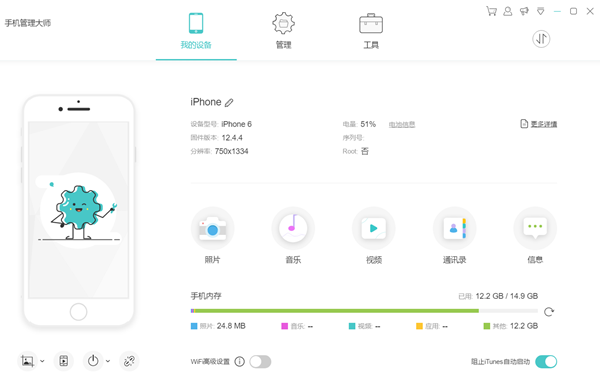 手机管理大师
我的设备
管理
工具
iPhone
设备型号: iPhone 6
电量: 51% 电池信息
更多详情
固件版本: 12.4.4
序列号:
分辨率: 750x1334
Root: 否
照片
音乐
视频
通讯录
信息
手机内存
已用: 12.2 GB / 14.9 GB
照片: 24.8 MB
音乐: --
视频: --
应用: --
其他: 12.2 GB
WiFi高级设置
阻止iTunes自动启动